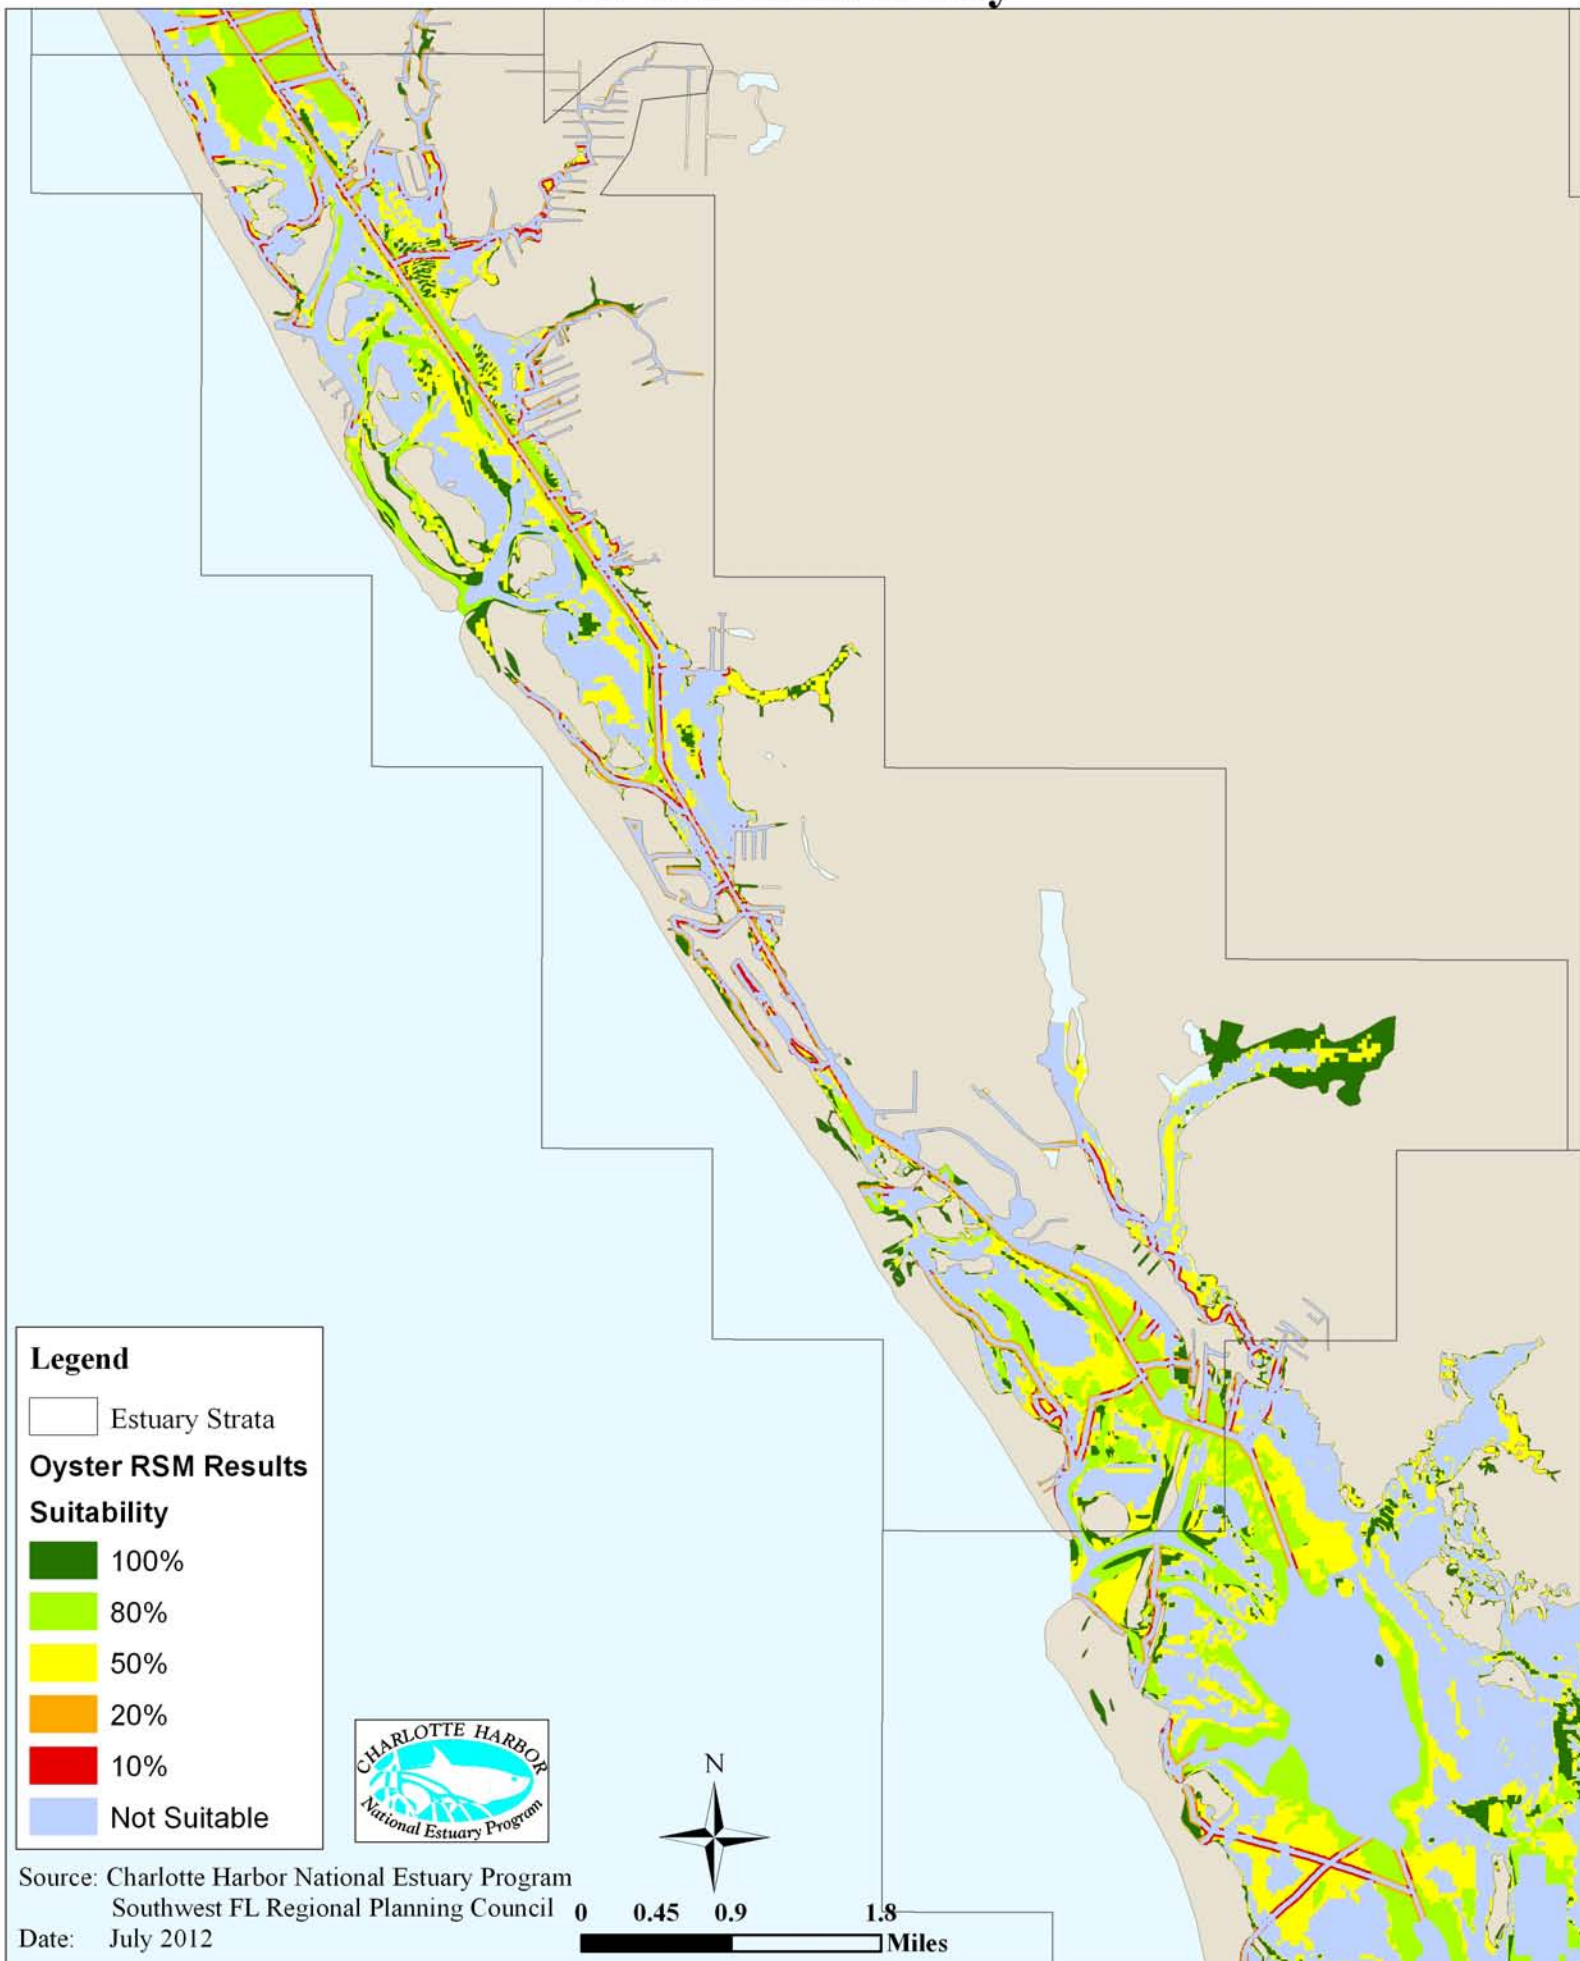 Legend
Estuary Strata
Oyster RSM Results
Suitability
100%
80%
50%
20%
10%
Not Suitable
CHARLOTTE HARBOR
National Estuary Program
N
Source: Charlotte Harbor National Estuary Program
Southwest FL Regional Planning Council
Date: July 2012
0 0.45 0.9 1.8
Miles